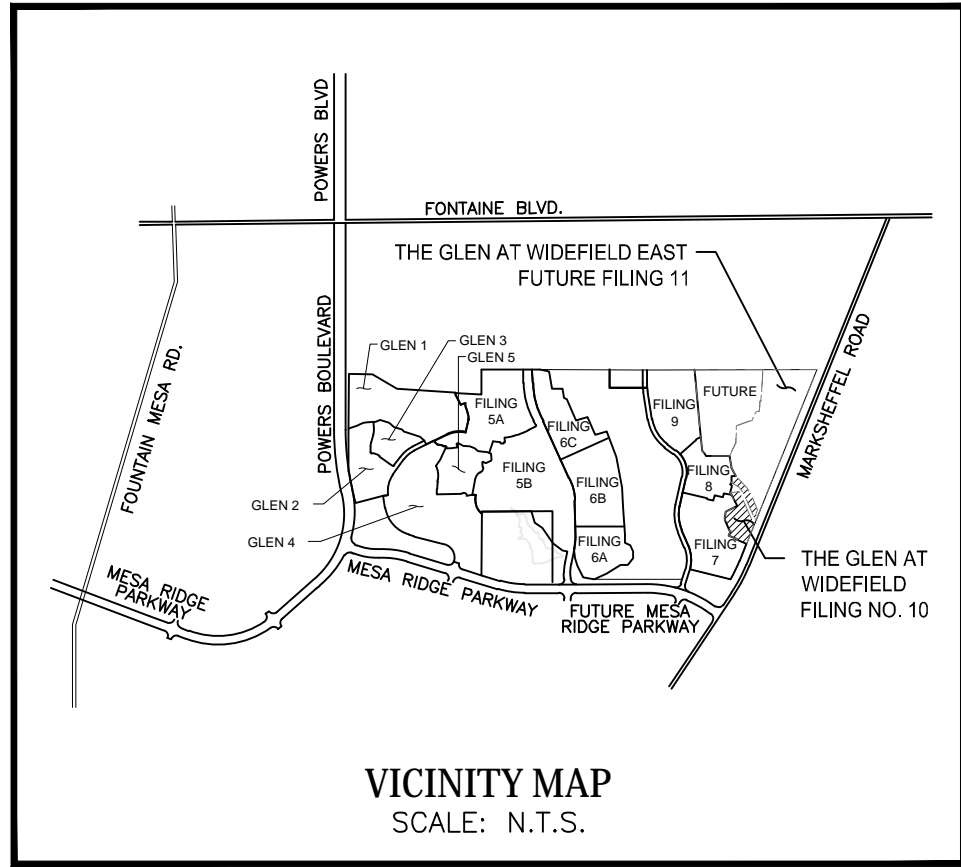 POWERS BLVD
FONTAINE BLVD.
THE GLEN AT WIDEFIELD EAST
FUTURE FILING 11
POWERS BOULEVARD
FOUNTAIN MESA RD.
MARKSHEFFEL ROAD
GLEN 1
GLEN 3
GLEN 5
FILING
5A
FILING
6C
FILING
9
FUTURE
GLEN 2
GLEN 4
FILING
5B
FILING
6B
FILING
6A
FILING
8
FILING
7
THE GLEN AT
WIDEFIELD
FILING NO. 10
MESA RIDGE
PARKWAY
MESA RIDGE PARKWAY
FUTURE MESA
RIDGE PARKWAY
VICINITY MAP
SCALE: N.T.S.